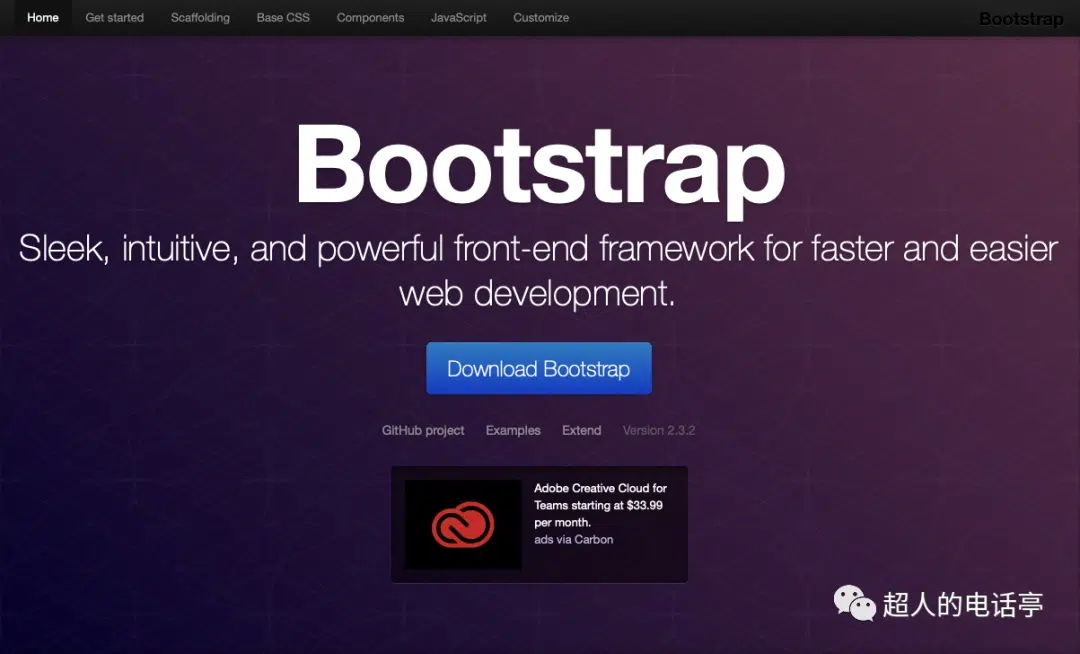 Home Get started Scaffolding Base CSS Components JavaScript Customize Bootstrap
Bootstrap
Sleek, intuitive, and powerful front-end framework for faster and easier
web development.
Download Bootstrap
GitHub project Examples Extend Version 2.3.2
Adobe Creative Cloud for
Teams starting at $33.99
per month.
ads via Carbon
超人的电话亭